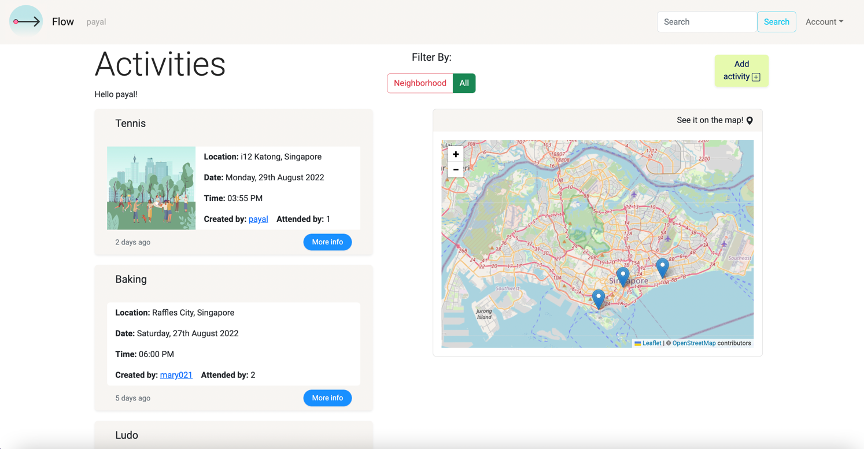 Flow payal Search Search Account
Activities
Filter By:
Neighborhood All
Add
activity
Hello payal!
Tennis
Location: i12 Katong, Singapore
Date: Monday, 29th August 2022
Time: 03:55 PM
Created by: payal Attended by: 1
2 days ago More info
Baking
Location: Raffles City, Singapore
Date: Saturday, 27th August 2022
Time: 06:00 PM
Created by: mary021 Attended by: 2
5 days ago More info
Ludo
See it on the map!
+
−
Singapore
Jurong
Island
Leaflet | © OpenStreetMap contributors